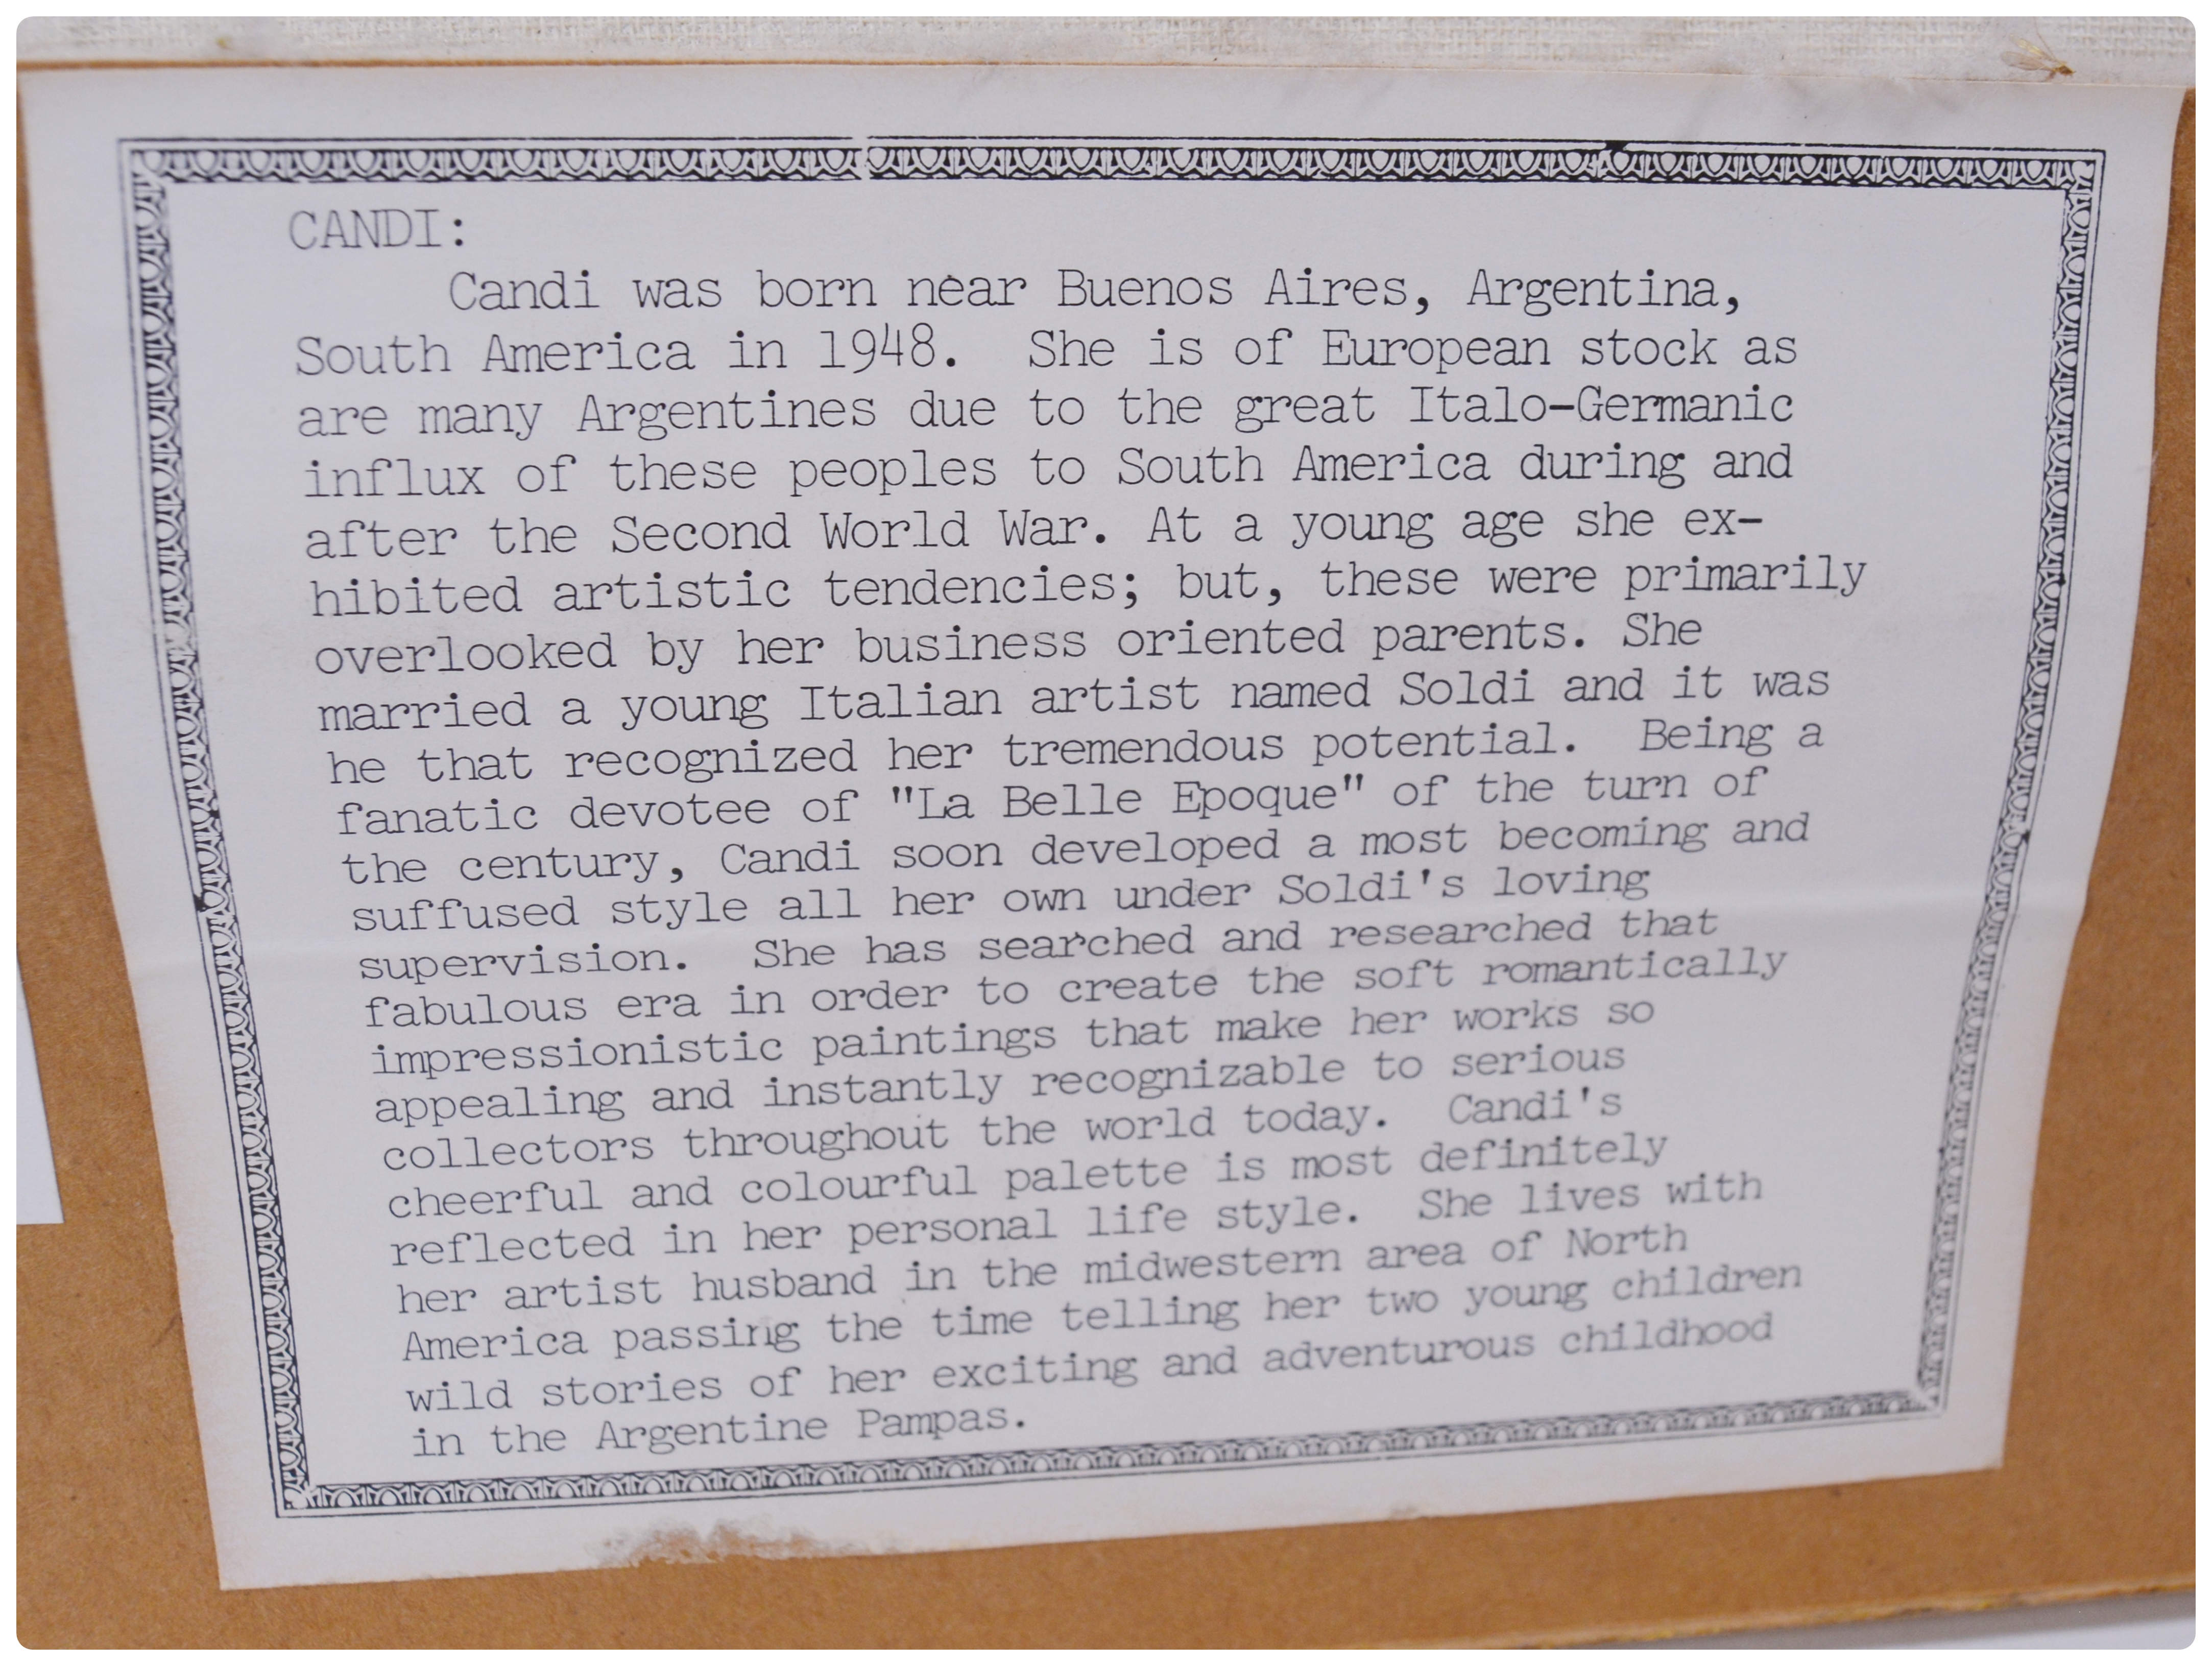 CANDI:
Candi was born near Buenos Aires, Argentina,
South America in 1948. She is of European stock as
are many Argentines due to the great Italo-Germanic
influx of these peoples to South America during and
after the Second World War. At a young age she ex-
hibited artistic tendencies; but, these were primarily
overlooked by her business oriented parents. She
married a young Italian artist named Soldi and it was
he that recognized her tremendous potential. Being a
fanatic devotee of "La Belle Epoque" of the turn of
the century, Candi soon developed a most becoming and
suffused style all her own under Soldi's loving
supervision. She has searched and researched that
fabulous era in order to create the soft romantically
impressionistic paintings that make her works so
appealing and instantly recognizable to serious
collectors throughout the world today. Candi's
cheerful and colourful palette is most definitely
reflected in her personal life style. She lives with
her artist husband in the midwestern area of North
America passing the time telling her two young children
wild stories of her exciting and adventurous childhood
in the Argentine Pampas.